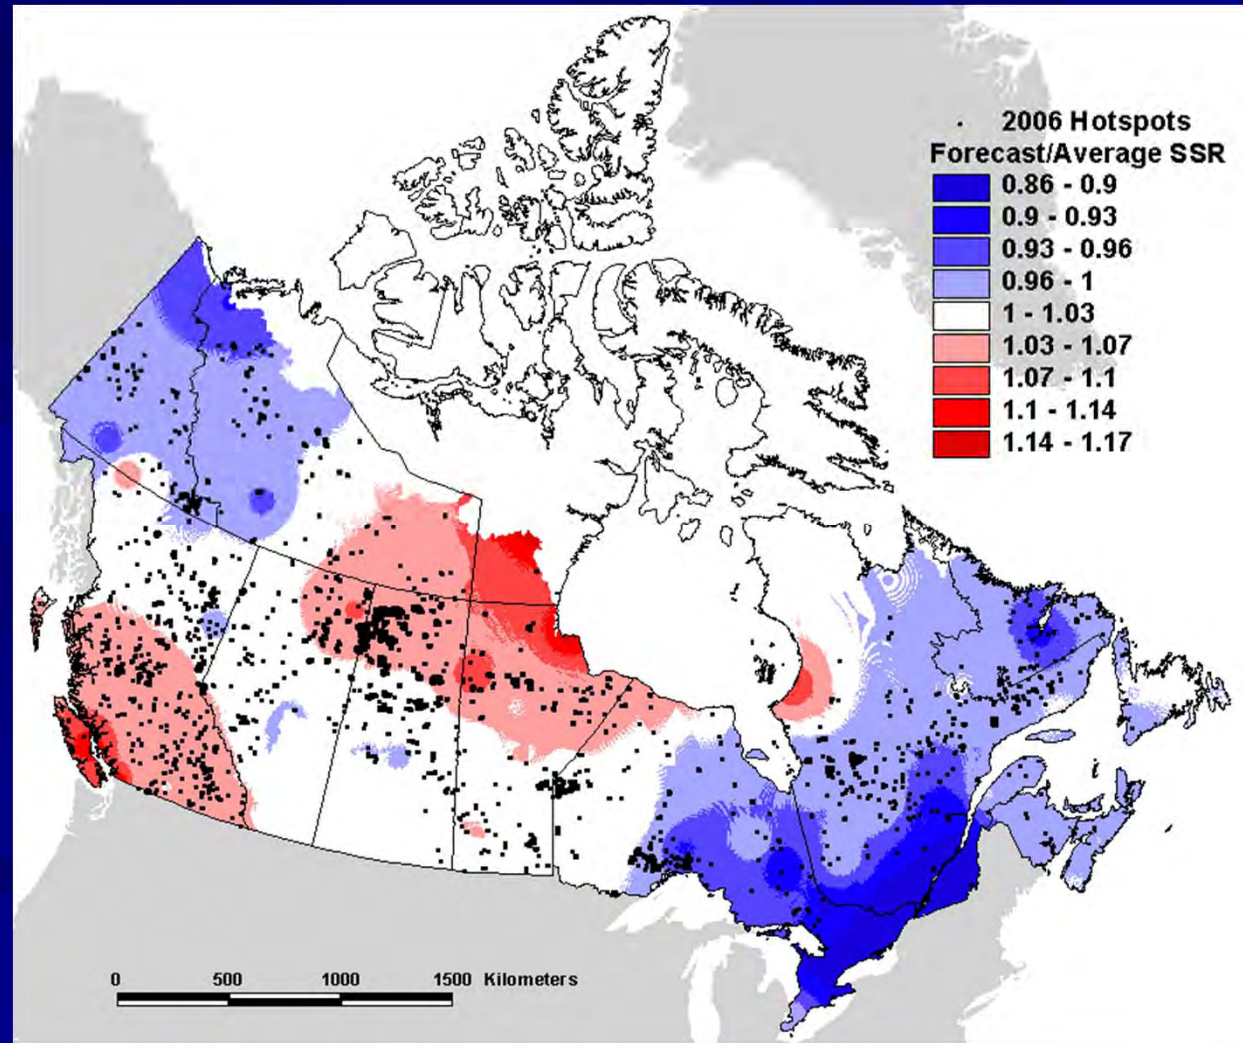 . 2006 Hotspots
Forecast/Average SSR
0.86 - 0.9
0.9 - 0.93
0.93 - 0.96
0.96 - 1
1 - 1.03
1.03 - 1.07
1.07 - 1.1
1.1 - 1.14
1.14 - 1.17
0 500 1000 1500 Kilometers